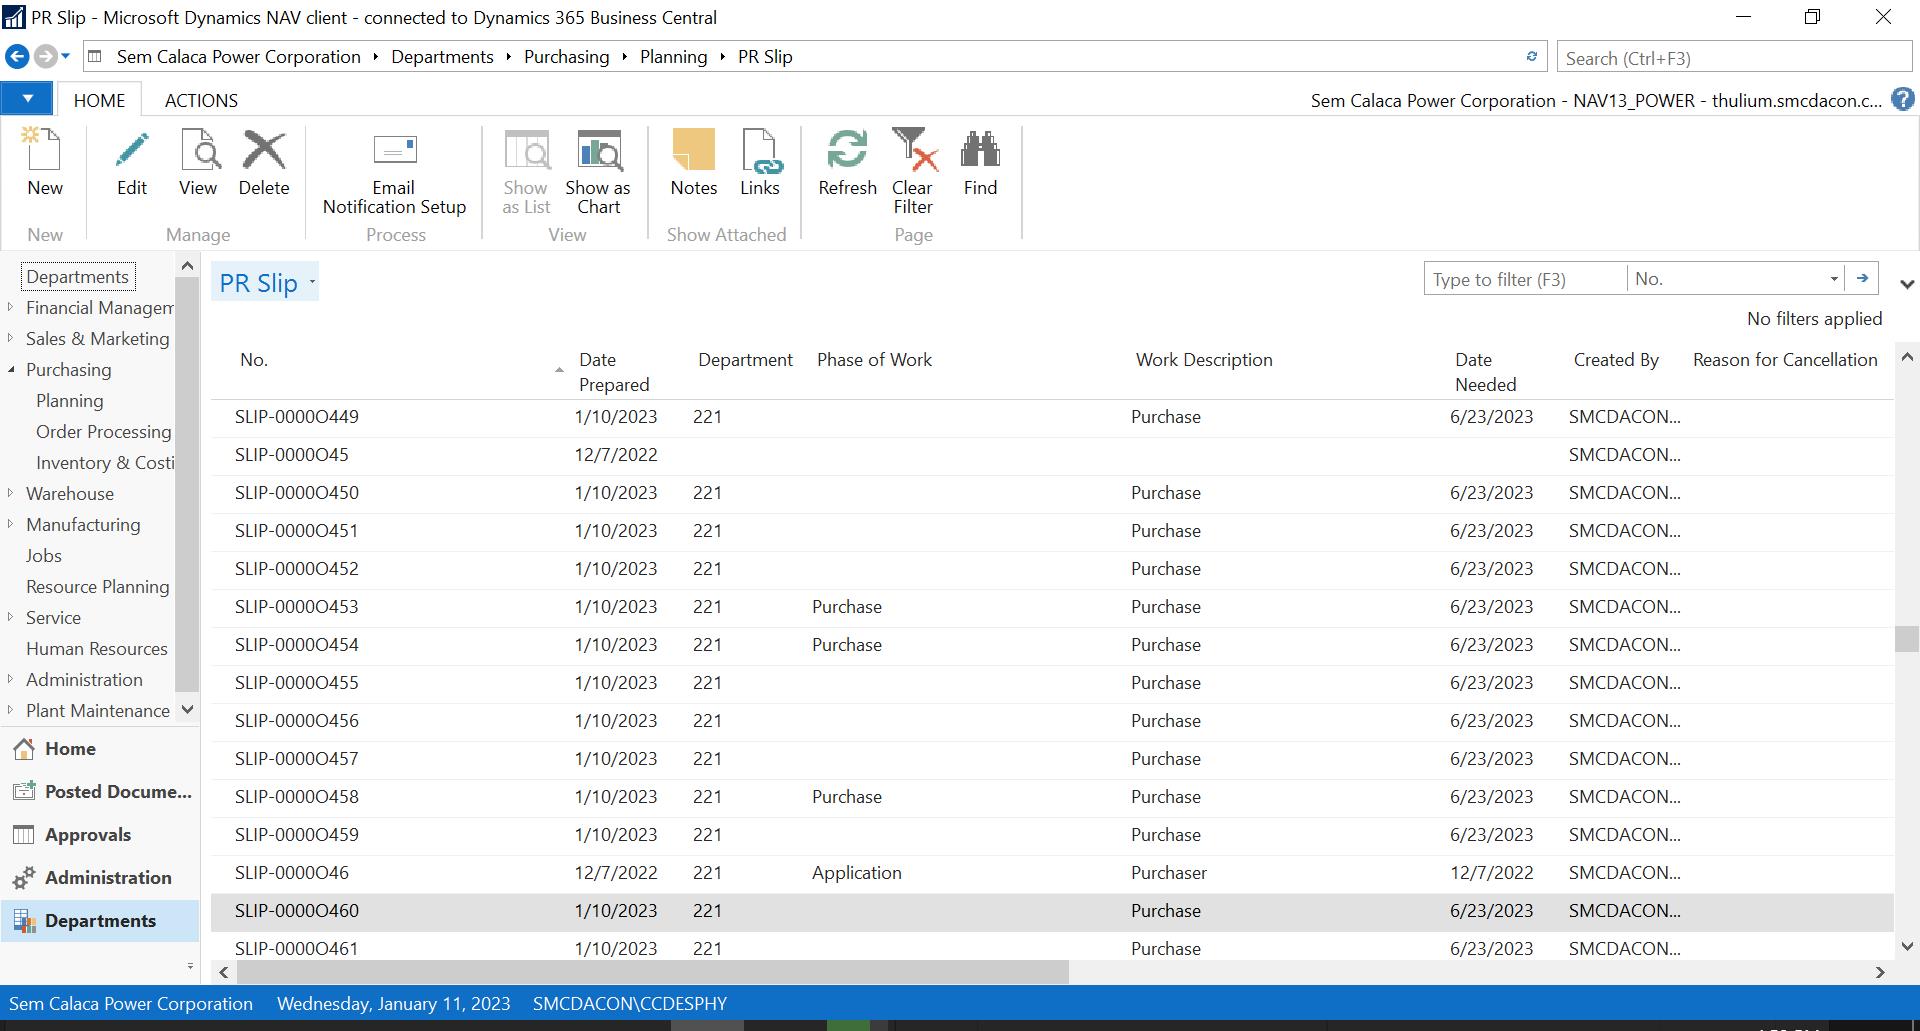 PR Slip - Microsoft Dynamics NAV client - connected to Dynamics 365 Business Central
Sem Calaca Power Corporation Departments Purchasing Planning PR Slip
Search (Ctrl+F3)
HOME ACTIONS
Sem Calaca Power Corporation - NAV13_POWER - thulium.smcdacon.c...
New
Edit
View
Delete
Email
Notification Setup
Show
as List
Show as
Chart
Notes
Links
Refresh
Clear
Filter
Find
New
Manage
Process
View
Show Attached
Page
Departments
Financial Managem
Sales & Marketing
Purchasing
Planning
Order Processing
Inventory & Costi
Warehouse
Manufacturing
Jobs
Resource Planning
Service
Human Resources
Administration
Plant Maintenance
Home
Posted Docume...
Approvals
Administration
Departments
PR Slip
Type to filter (F3) No.
No filters applied
No. Date Prepared Department Phase of Work Work Description Date Needed Created By Reason for Cancellation
SLIP-0000O449 1/10/2023 221 Purchase 6/23/2023 SMCDACON...
SLIP-0000O45 12/7/2022 SMCDACON...
SLIP-0000O450 1/10/2023 221 Purchase 6/23/2023 SMCDACON...
SLIP-0000O451 1/10/2023 221 Purchase 6/23/2023 SMCDACON...
SLIP-0000O452 1/10/2023 221 Purchase 6/23/2023 SMCDACON...
SLIP-0000O453 1/10/2023 221 Purchase Purchase 6/23/2023 SMCDACON...
SLIP-0000O454 1/10/2023 221 Purchase Purchase 6/23/2023 SMCDACON...
SLIP-0000O455 1/10/2023 221 Purchase 6/23/2023 SMCDACON...
SLIP-0000O456 1/10/2023 221 Purchase 6/23/2023 SMCDACON...
SLIP-0000O457 1/10/2023 221 Purchase 6/23/2023 SMCDACON...
SLIP-0000O458 1/10/2023 221 Purchase Purchase 6/23/2023 SMCDACON...
SLIP-0000O459 1/10/2023 221 Purchase 6/23/2023 SMCDACON...
SLIP-0000O46 12/7/2022 221 Application Purchaser 12/7/2022 SMCDACON...
SLIP-0000O460 1/10/2023 221 Purchase 6/23/2023 SMCDACON...
SLIP-0000O461 1/10/2023 221 Purchase 6/23/2023 SMCDACON...
Sem Calaca Power Corporation Wednesday, January 11, 2023 SMCDACON\CCDESPHY